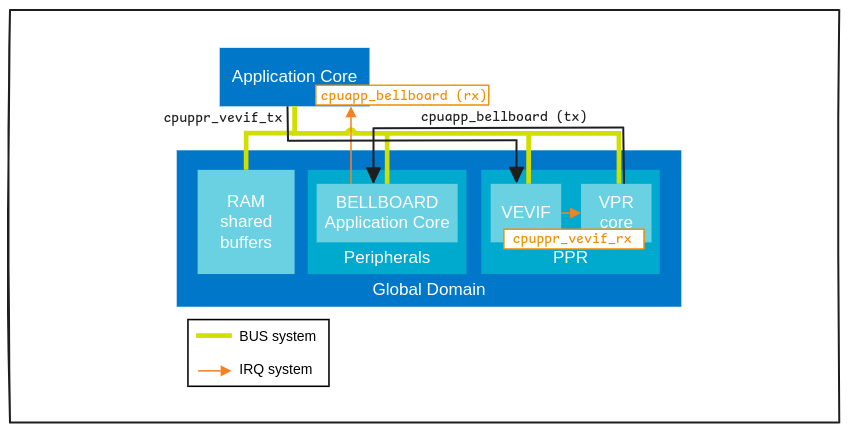 Application Core
cpuapp_bellboard (rx)
cpuppr_vevif_tx
cpuapp_bellboard (tx)
RAM
shared
buffers
BELLBOARD
Application Core
Peripherals
VEVIF
VPR
core
cpuppr_vevif_rx
PPR
Global Domain
BUS system
IRQ system